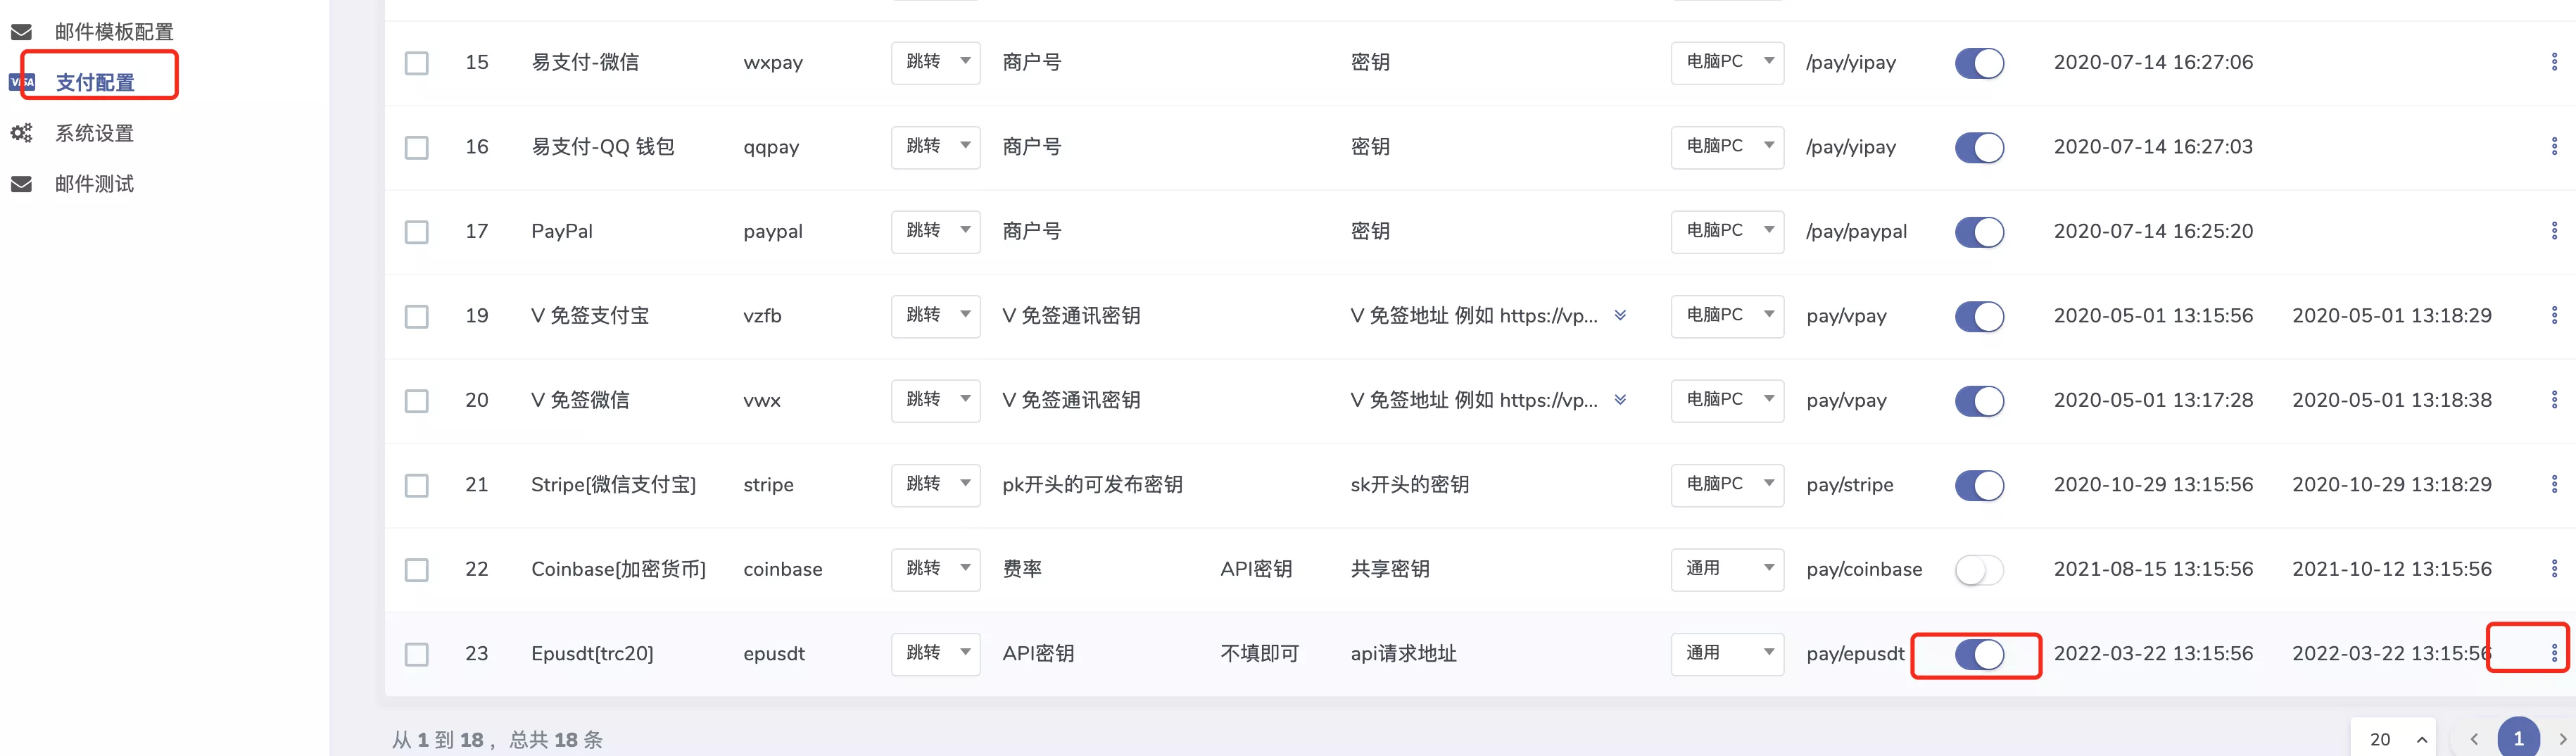 邮件模板配置
VISA 支付配置
系统设置
邮件测试
15 易支付-微信 wxpay 跳转 商户号 密钥 电脑PC /pay/yipay 2020-07-14 16:27:06
16 易支付-QQ 钱包 qqpay 跳转 商户号 密钥 电脑PC /pay/yipay 2020-07-14 16:27:03
17 PayPal paypal 跳转 商户号 密钥 电脑PC /pay/paypal 2020-07-14 16:25:20
19 V 免签支付宝 vzfb 跳转 V 免签通讯密钥 V 免签地址 例如 https://vp... 电脑PC pay/vpay 2020-05-01 13:15:56 2020-05-01 13:18:29
20 V 免签微信 vwx 跳转 V 免签通讯密钥 V 免签地址 例如 https://vp... 电脑PC pay/vpay 2020-05-01 13:17:28 2020-05-01 13:18:38
21 Stripe[微信支付宝] stripe 跳转 pk开头的可发布密钥 sk开头的密钥 电脑PC pay/stripe 2020-10-29 13:15:56 2020-10-29 13:18:29
22 Coinbase[加密货币] coinbase 跳转 费率 API密钥 共享密钥 通用 pay/coinbase 2021-08-15 13:15:56 2021-10-12 13:15:56
23 Epusdt[trc20] epusdt 跳转 API密钥 不填即可 api请求地址 通用 pay/epusdt 2022-03-22 13:15:56 2022-03-22 13:15:56
从 1 到 18 ，总共 18 条 20 1